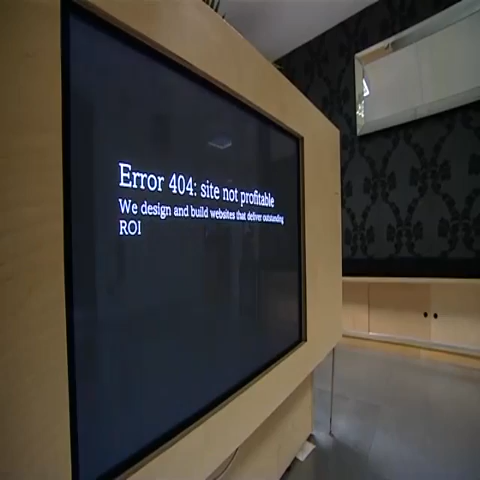 Error 404: site not profitable
We design and build websites that deliver outstanding
ROI